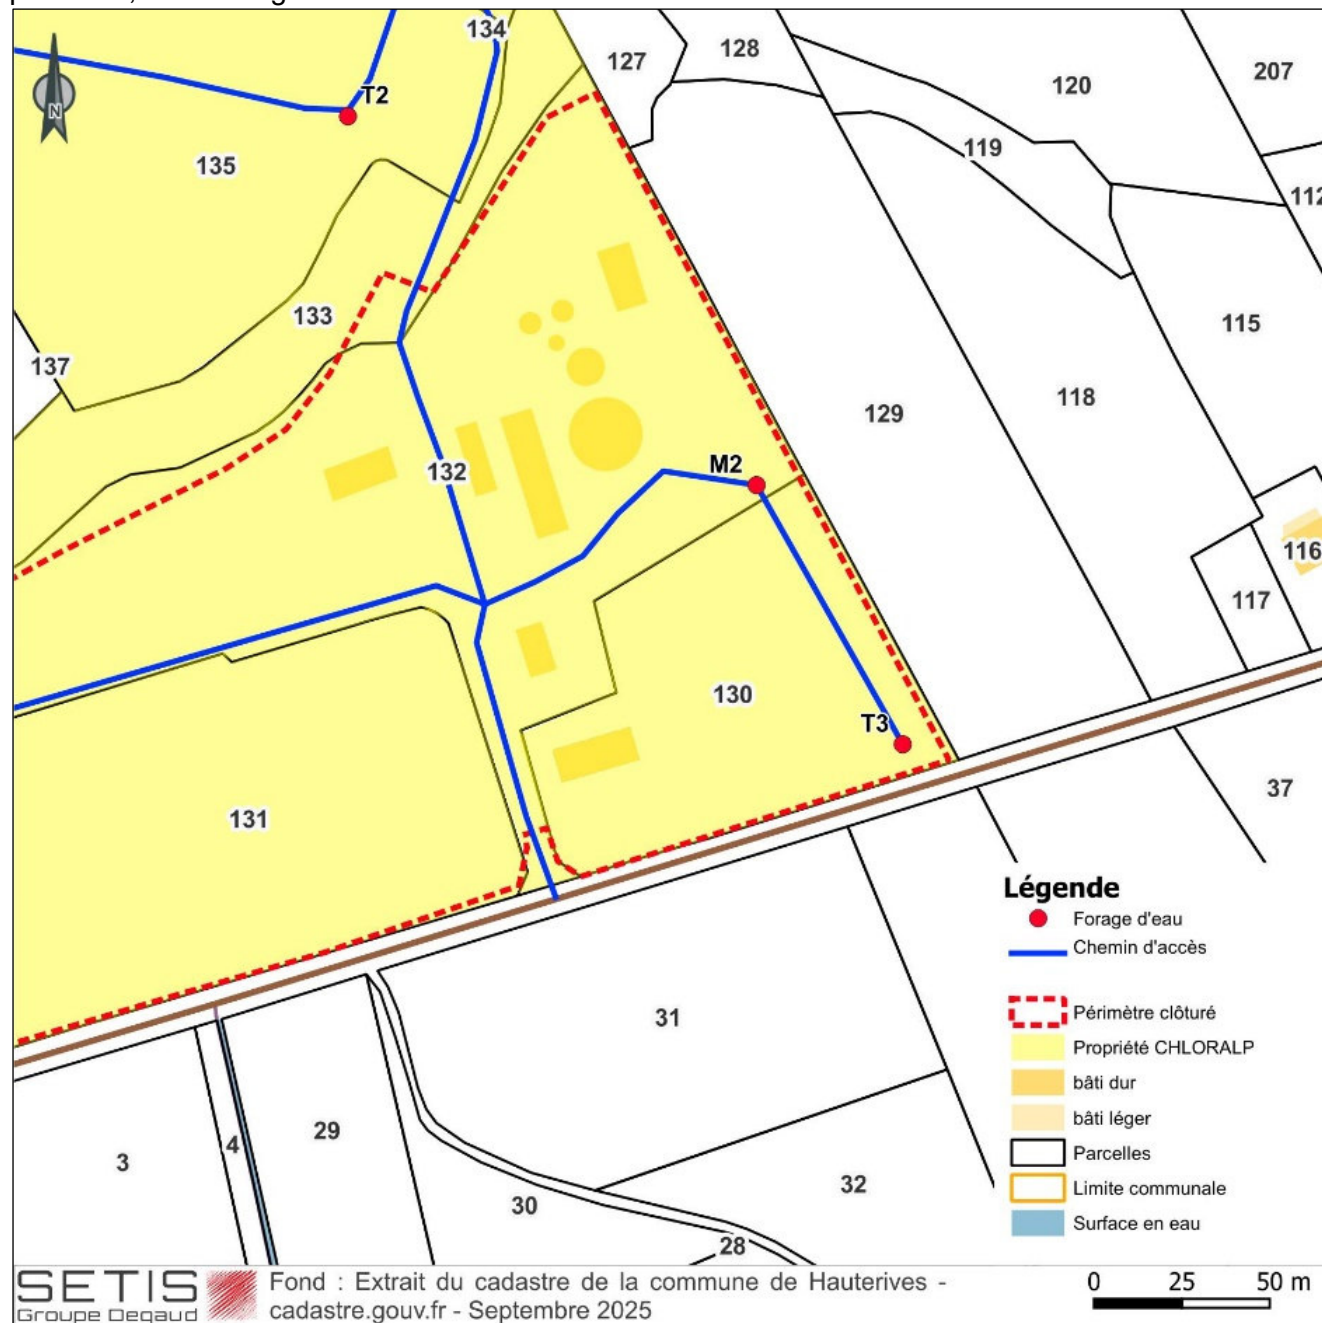 134
127
128
120
207
T2
135
119
112
133
115
137
118
129
132
M2
116
117
130
T3
131
37
Légende
Forage d'eau
Chemin d'accès
Périmètre clôturé
Propriété CHLORALP
bâti dur
bâti léger
Parcelles
Limite communale
Surface en eau
31
29
4
3
32
30
28
N
SETIS
Groupe Degaud
Fond : Extrait du cadastre de la commune de Hauterives -
cadastre.gouv.fr - Septembre 2025
0 25 50 m